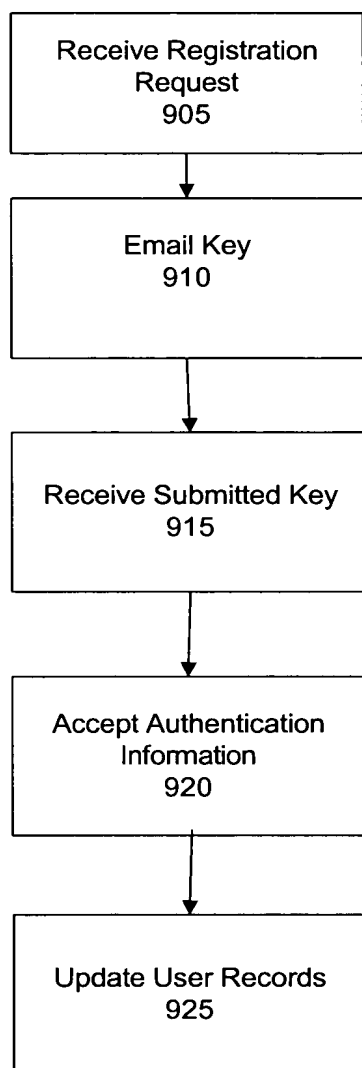 Receive Registration
Request
905
Email Key
910
Receive Submitted Key
915
Accept Authentication
Information
920
Update User Records
925